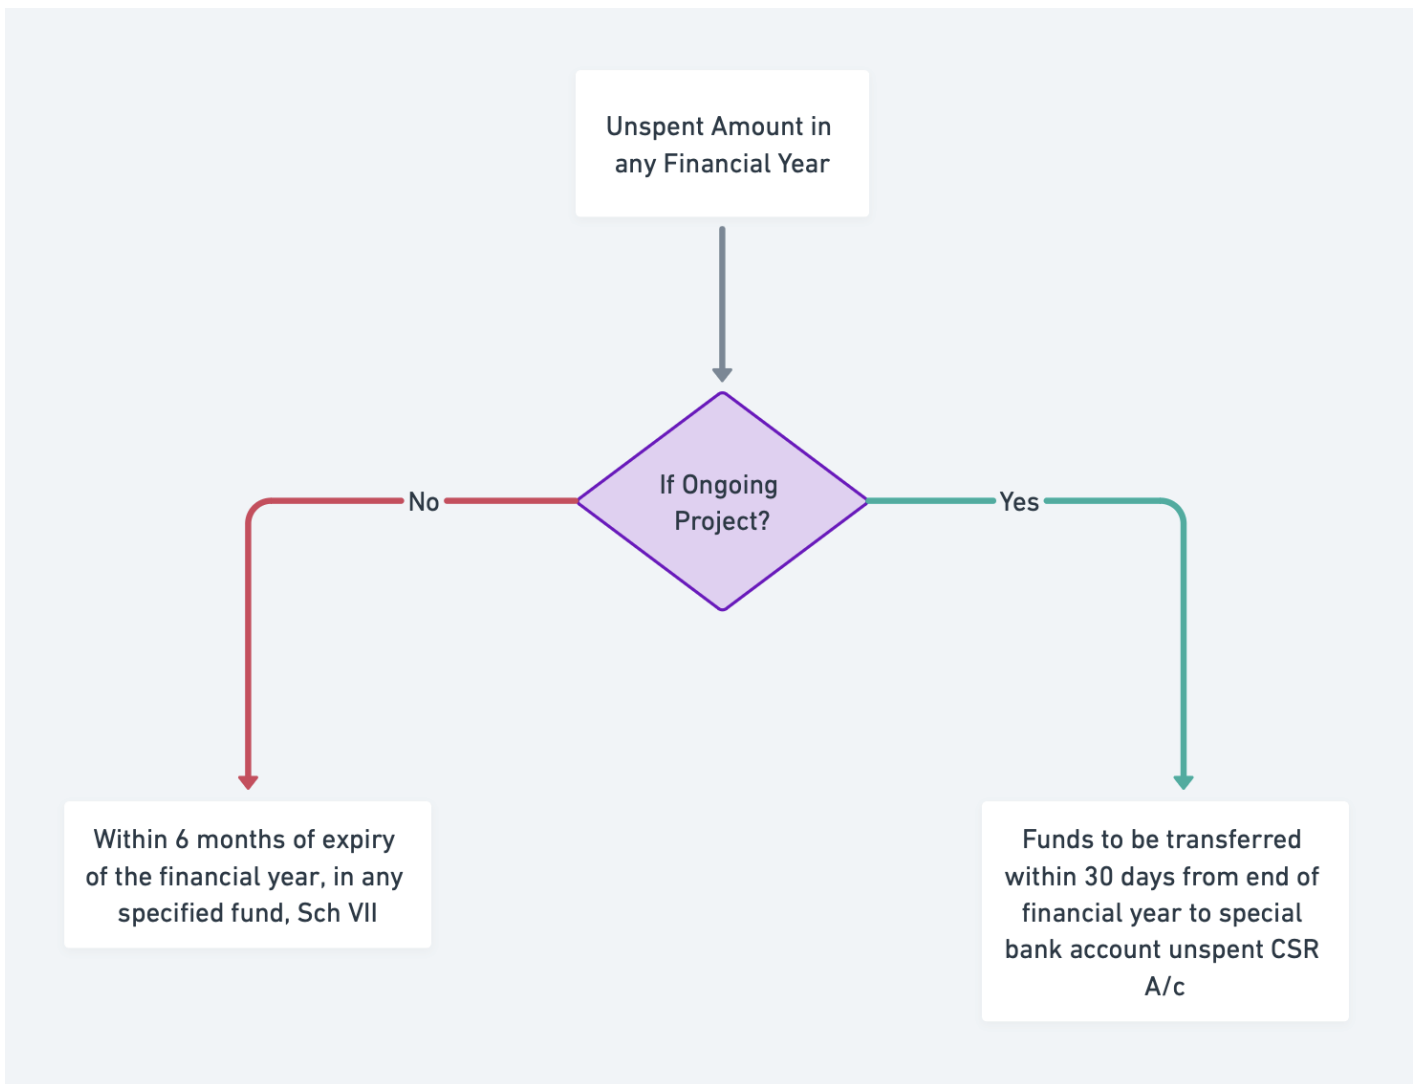 Unspent Amount in
any Financial Year
If Ongoing
Project?
No
Yes
Within 6 months of expiry
of the financial year, in any
specified fund, Sch VII
Funds to be transferred
within 30 days from end of
financial year to special
bank account unspent CSR
A/c